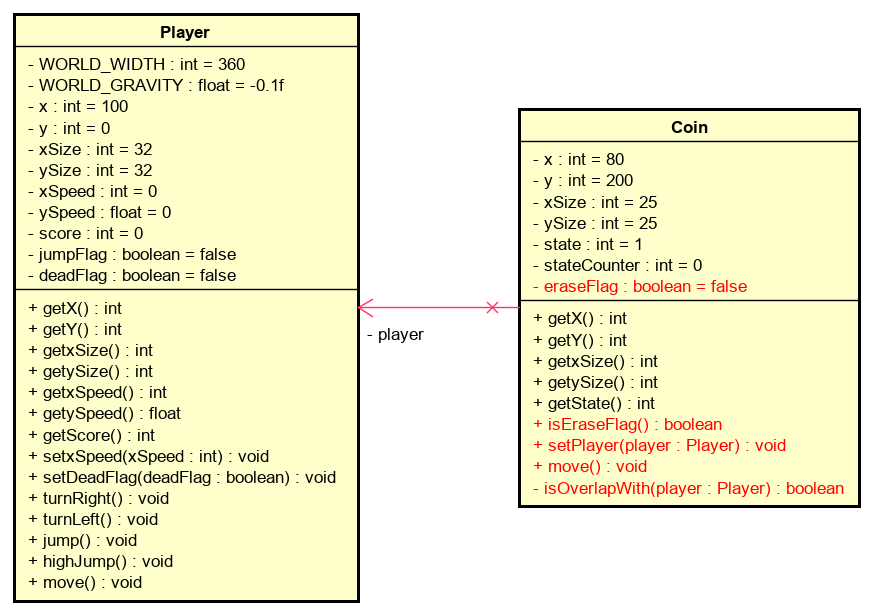 Player
- WORLD_WIDTH : int = 360
- WORLD_GRAVITY : float = -0.1f
- x : int = 100
- y : int = 0
- xSize : int = 32
- ySize : int = 32
- xSpeed : int = 0
- ySpeed : float = 0
- score : int = 0
- jumpFlag : boolean = false
- deadFlag : boolean = false
+ getX() : int
+ getY() : int
+ getxSize() : int
+ getySize() : int
+ getxSpeed() : int
+ getySpeed() : float
+ getScore() : int
+ setxSpeed(xSpeed : int) : void
+ setDeadFlag(deadFlag : boolean) : void
+ turnRight() : void
+ turnLeft() : void
+ jump() : void
+ highJump() : void
+ move() : void
- player
Coin
- x : int = 80
- y : int = 200
- xSize : int = 25
- ySize : int = 25
- state : int = 1
- stateCounter : int = 0
- eraseFlag : boolean = false
+ getX() : int
+ getY() : int
+ getxSize() : int
+ getySize() : int
+ getState() : int
+ isEraseFlag() : boolean
+ setPlayer(player : Player) : void
+ move() : void
- isOverlapWith(player : Player) : boolean